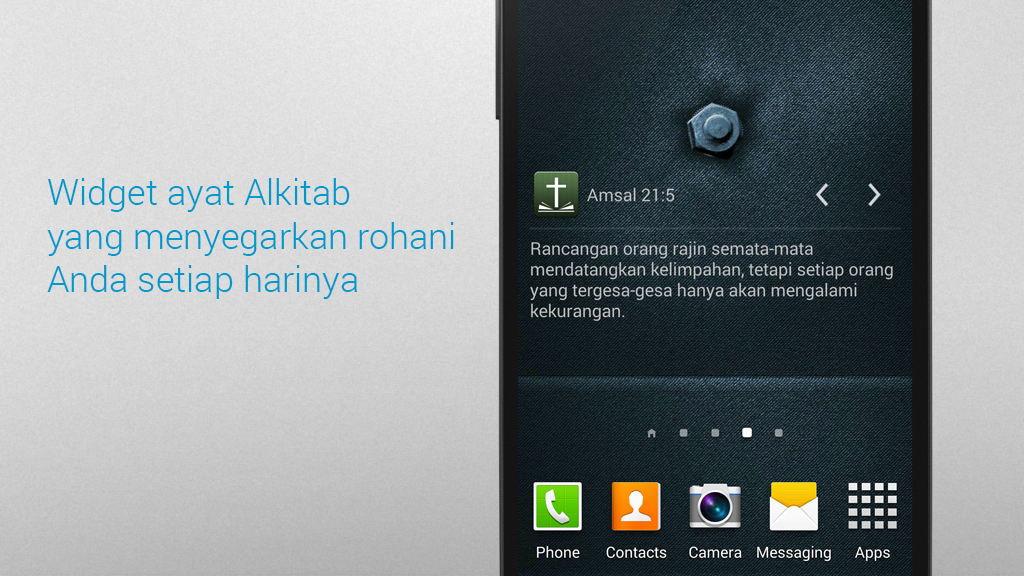 Widget ayat Alkitab
yang menyegarkan rohani
Anda setiap harinya
Amsal 21:5
Rancangan orang rajin semata-mata
mendatangkan kelimpahan, tetapi setiap orang
yang tergesa-gesa hanya akan mengalami
kekurangan.
Phone Contacts Camera Messaging Apps